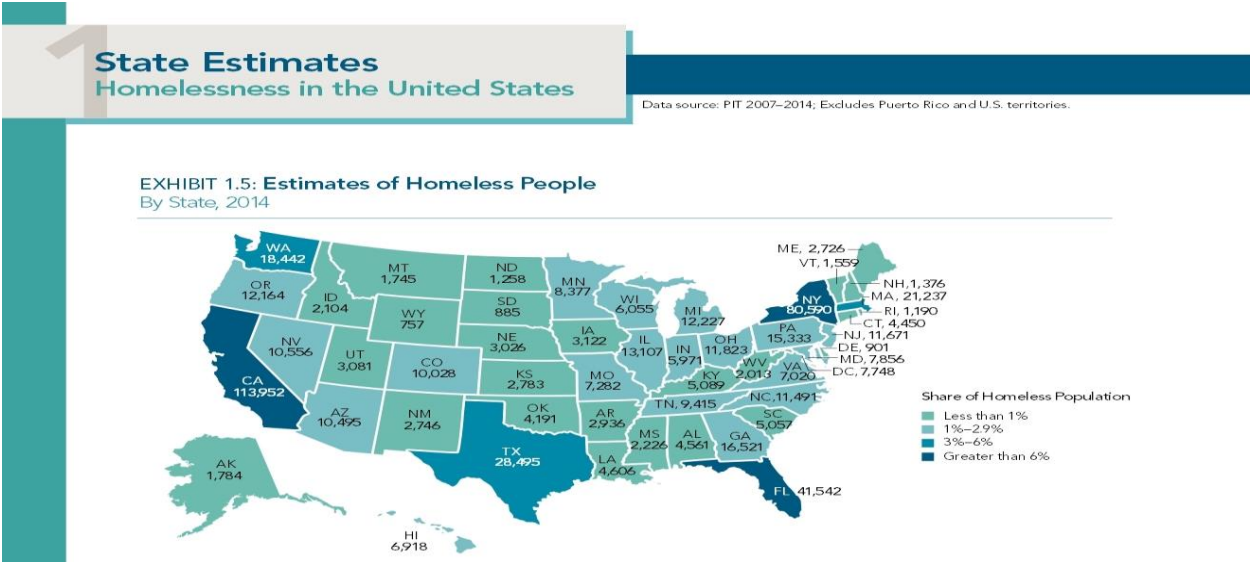 1
State Estimates
Homelessness in the United States
Data source: PIT 2007–2014; Excludes Puerto Rico and U.S. territories.
EXHIBIT 1.5: Estimates of Homeless People
By State, 2014
WA
18,442
OR
12,164
CA
113,952
NV
10,556
ID
2,104
MT
1,745
WY
757
UT
3,081
AZ
10,495
CO
10,028
NM
2,746
ND
1,258
SD
885
NE
3,026
KS
2,783
OK
4,191
TX
28,495
MN
8,377
IA
3,122
MO
7,282
AR
2,936
LA
4,606
WI
6,055
IL
13,107
MI
12,227
IN
5,971
OH
11,823
KY
5,089
TN, 9,415
MS
2,226
AL
4,561
GA
16,521
FL 41,542
SC
5,057
NC, 11,491
WV
2,013
VA
7,020
PA
15,333
NY
80,590
ME, 2,726
VT, 1,559
NH, 1,376
MA, 21,237
RI, 1,190
CT, 4,450
NJ, 11,671
DE, 901
MD, 7,856
DC, 7,748
AK
1,784
HI
6,918
Share of Homeless Population
Less than 1%
1%–2.9%
3%–6%
Greater than 6%